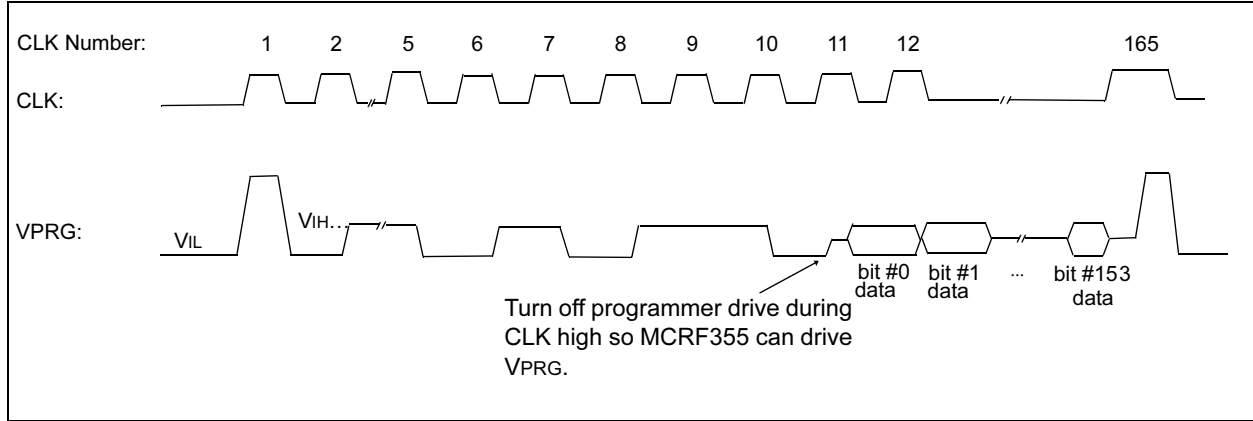 CLK Number: 1 2 5 6 7 8 9 10 11 12 165
CLK:
VPRG:
VIL
VIH...
bit #0 data
bit #1 data
...
bit #153 data
Turn off programmer drive during
CLK high so MCRF355 can drive
VPRG.